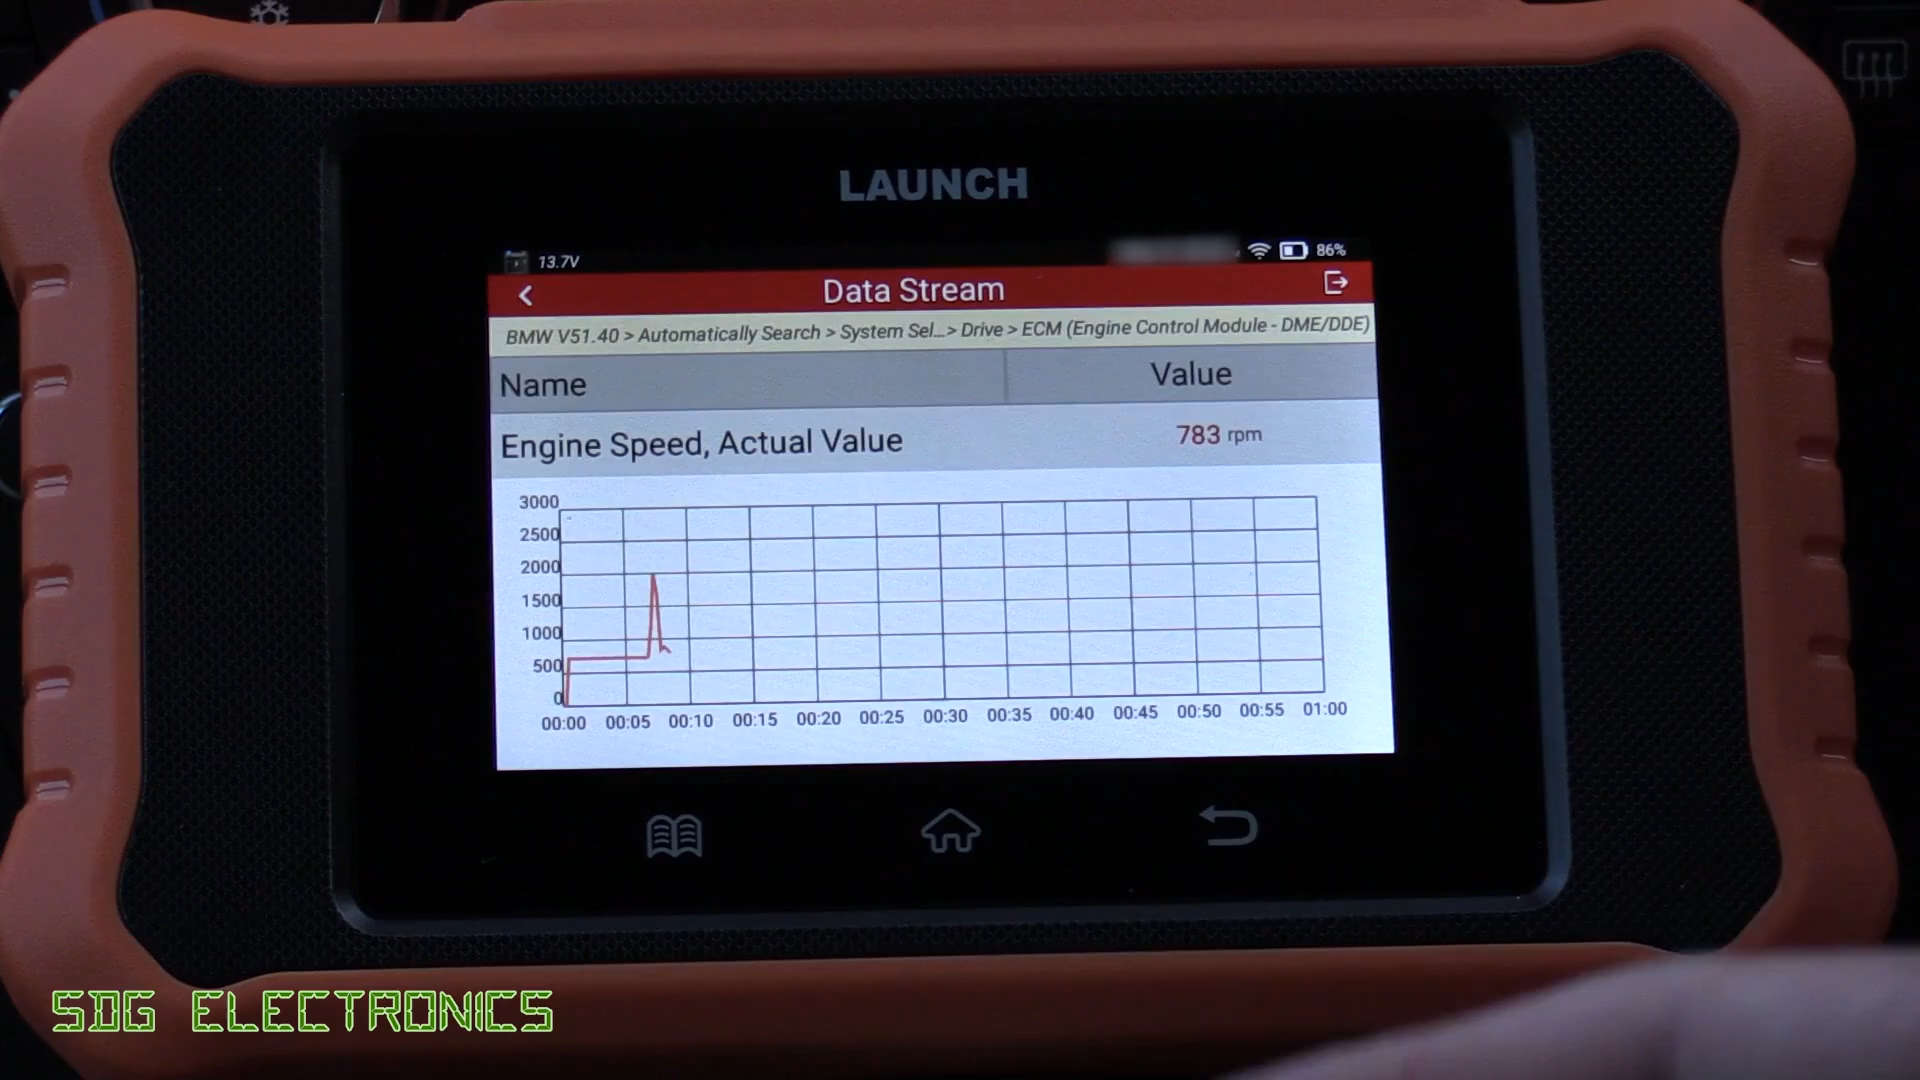 LAUNCH
13.7V
86%
Data Stream
BMW V51.40 > Automatically Search > System Sel...> Drive > ECM (Engine Control Module - DME/DDE)
Name Value
Engine Speed, Actual Value 783 rpm
3000
2500
2000
1500
1000
500
0
00:00 00:05 00:10 00:15 00:20 00:25 00:30 00:35 00:40 00:45 00:50 00:55 01:00
SDG ELECTRONICS